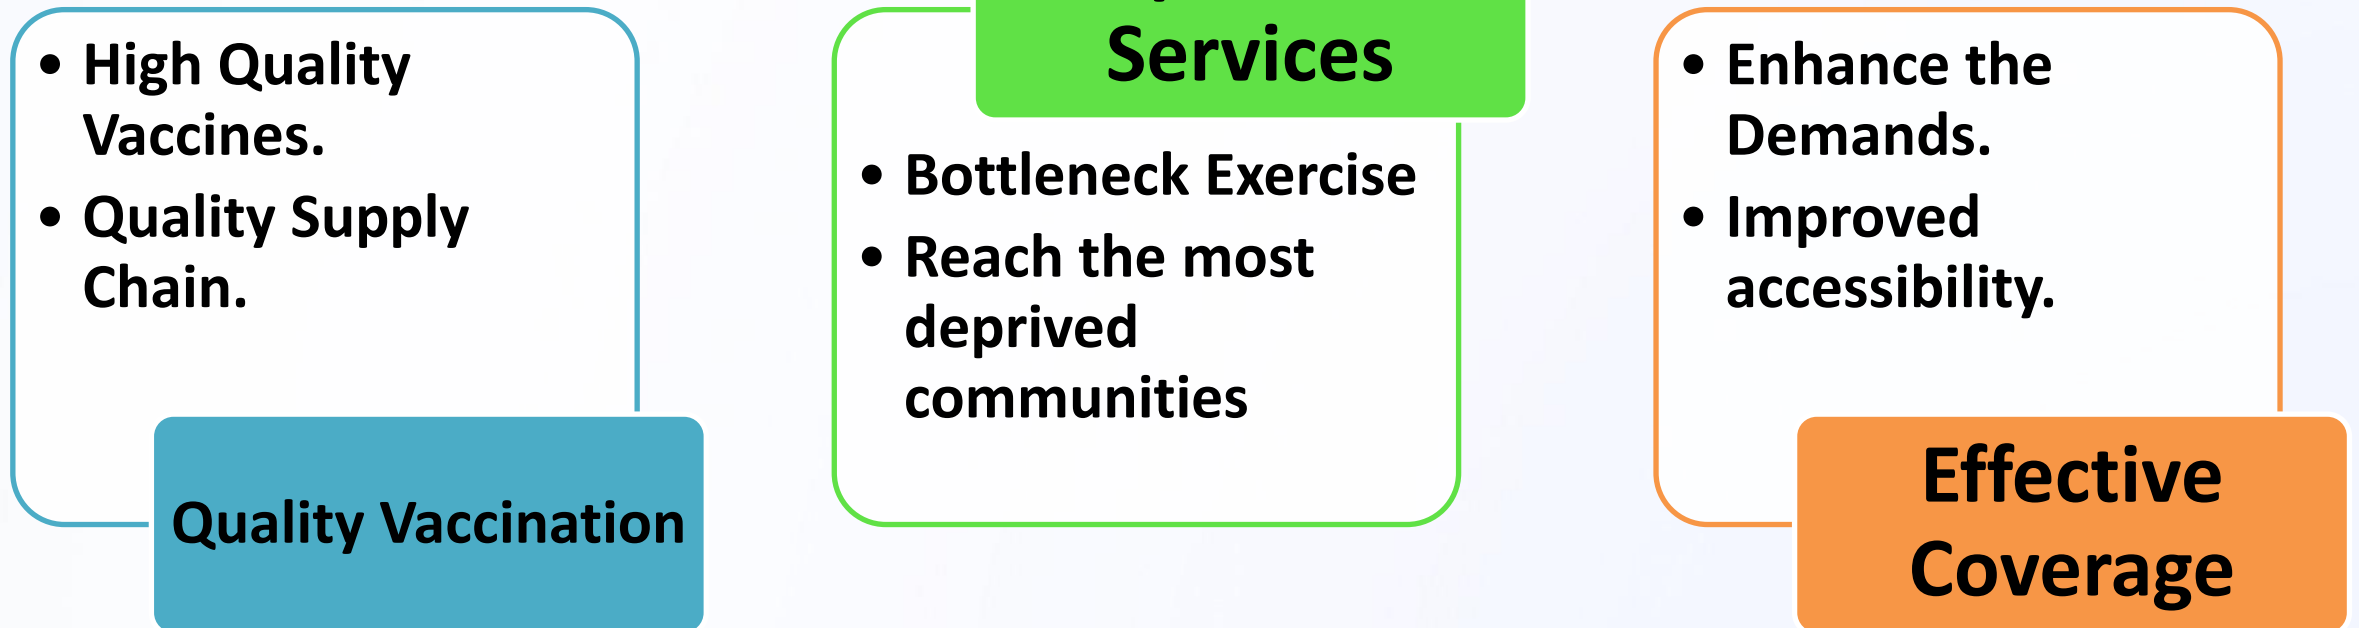 • High Quality
Vaccines.
• Quality Supply
Chain.
Quality Vaccination
Services
• Bottleneck Exercise
• Reach the most
deprived
communities
• Enhance the
Demands.
• Improved
accessibility.
Effective
Coverage